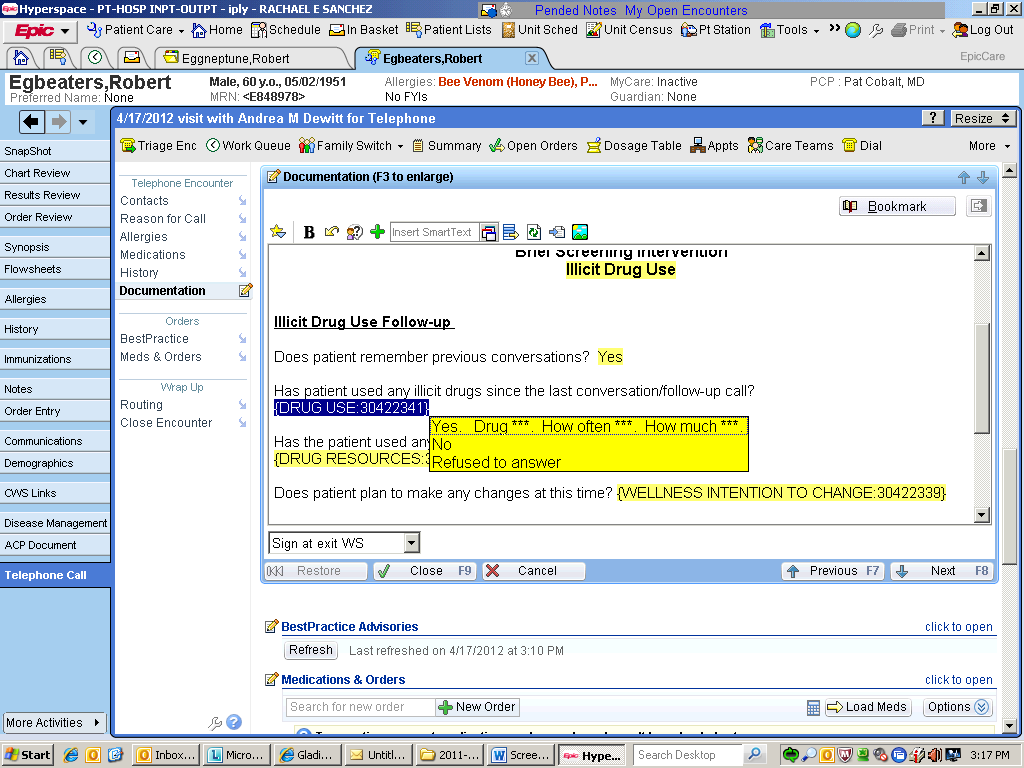 Hyperspace - PT-HOSP INPT-OUTPT - iply - RACHAEL E SANCHEZ
Pended Notes My Open Encounters
Epic Patient Care Home Schedule In Basket Patient Lists Unit Sched Unit Census Pt Station Tools Print Log Out
Eggneptune,Robert Egbeaters,Robert EpicCare
Egbeaters,Robert Male, 60 y.o., 05/02/1951 Allergies: Bee Venom (Honey Bee), P... MyCare: Inactive PCP : Pat Cobalt, MD
Preferred Name: None MRN: <E848978> No FYIs Guardian: None
4/17/2012 visit with Andrea M Dewitt for Telephone ? Resize
Triage Enc Work Queue Family Switch Summary Open Orders Dosage Table Appts Care Teams Dial More
SnapShot
Chart Review
Results Review
Order Review
Synopsis
Flowsheets
Allergies
History
Immunizations
Notes
Order Entry
Communications
Demographics
CWS Links
Disease Management
ACP Document
Telephone Call
More Activities
Telephone Encounter
Contacts
Reason for Call
Allergies
Medications
History
Documentation
Orders
BestPractice
Meds & Orders
Wrap Up
Routing
Close Encounter
Documentation (F3 to enlarge)
Bookmark
B Insert SmartText
Brief Screening Intervention
Illicit Drug Use
Illicit Drug Use Follow-up
Does patient remember previous conversations? Yes
Has patient used any illicit drugs since the last conversation/follow-up call?
{DRUG USE:30422341}
Yes. Drug ***. How often ***. How much ***.
No
Refused to answer
Has the patient used any
{DRUG RESOURCES:3
Does patient plan to make any changes at this time? {WELLNESS INTENTION TO CHANGE:30422339}
Sign at exit WS
Restore Close F9 Cancel Previous F7 Next F8
BestPractice Advisories click to open
Refresh Last refreshed on 4/17/2012 at 3:10 PM
Medications & Orders click to open
Search for new order New Order Load Meds Options
Start Inbox... Micro... Gladi... Untitl... 2011-... Scree... Hype... Search Desktop 3:17 PM